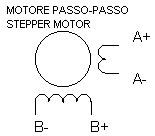 MOTORE PASSO-PASSO
STEPPER MOTOR
A+
A-
B- B+